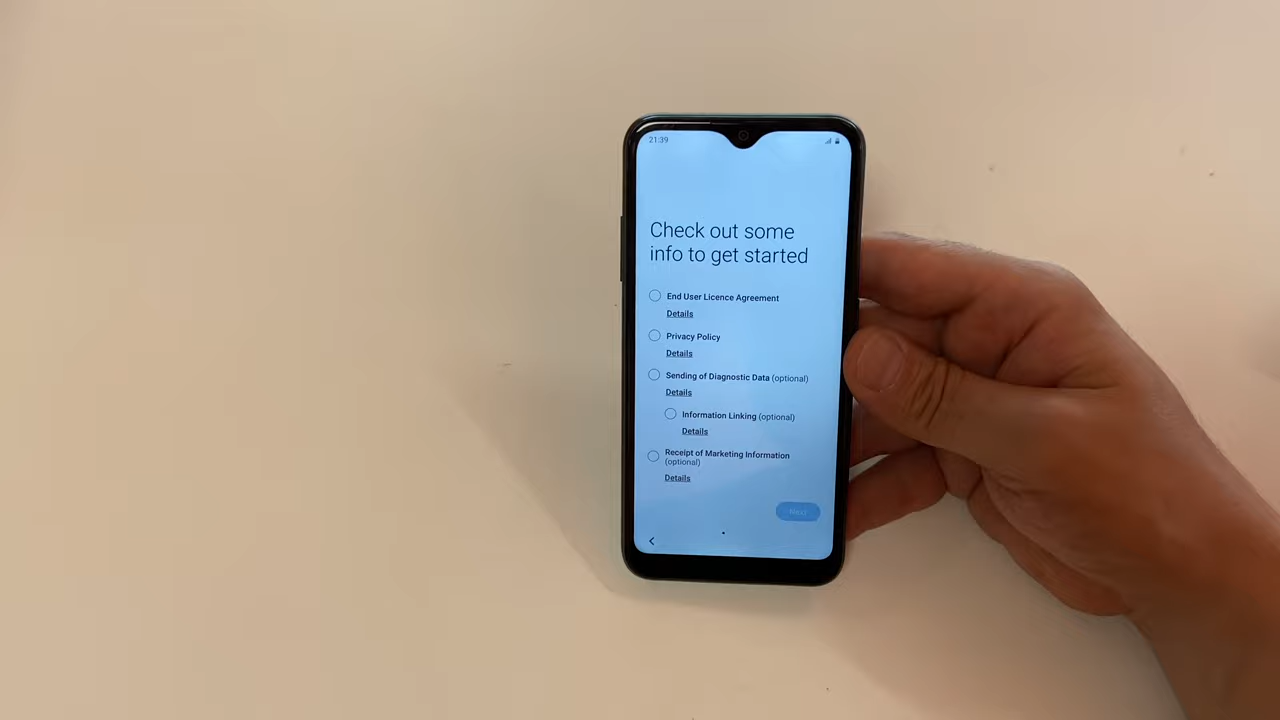 21:39
Check out some
info to get started
End User Licence Agreement
Details
Privacy Policy
Details
Sending of Diagnostic Data (optional)
Details
Information Linking (optional)
Details
Receipt of Marketing Information
(optional)
Details
Next